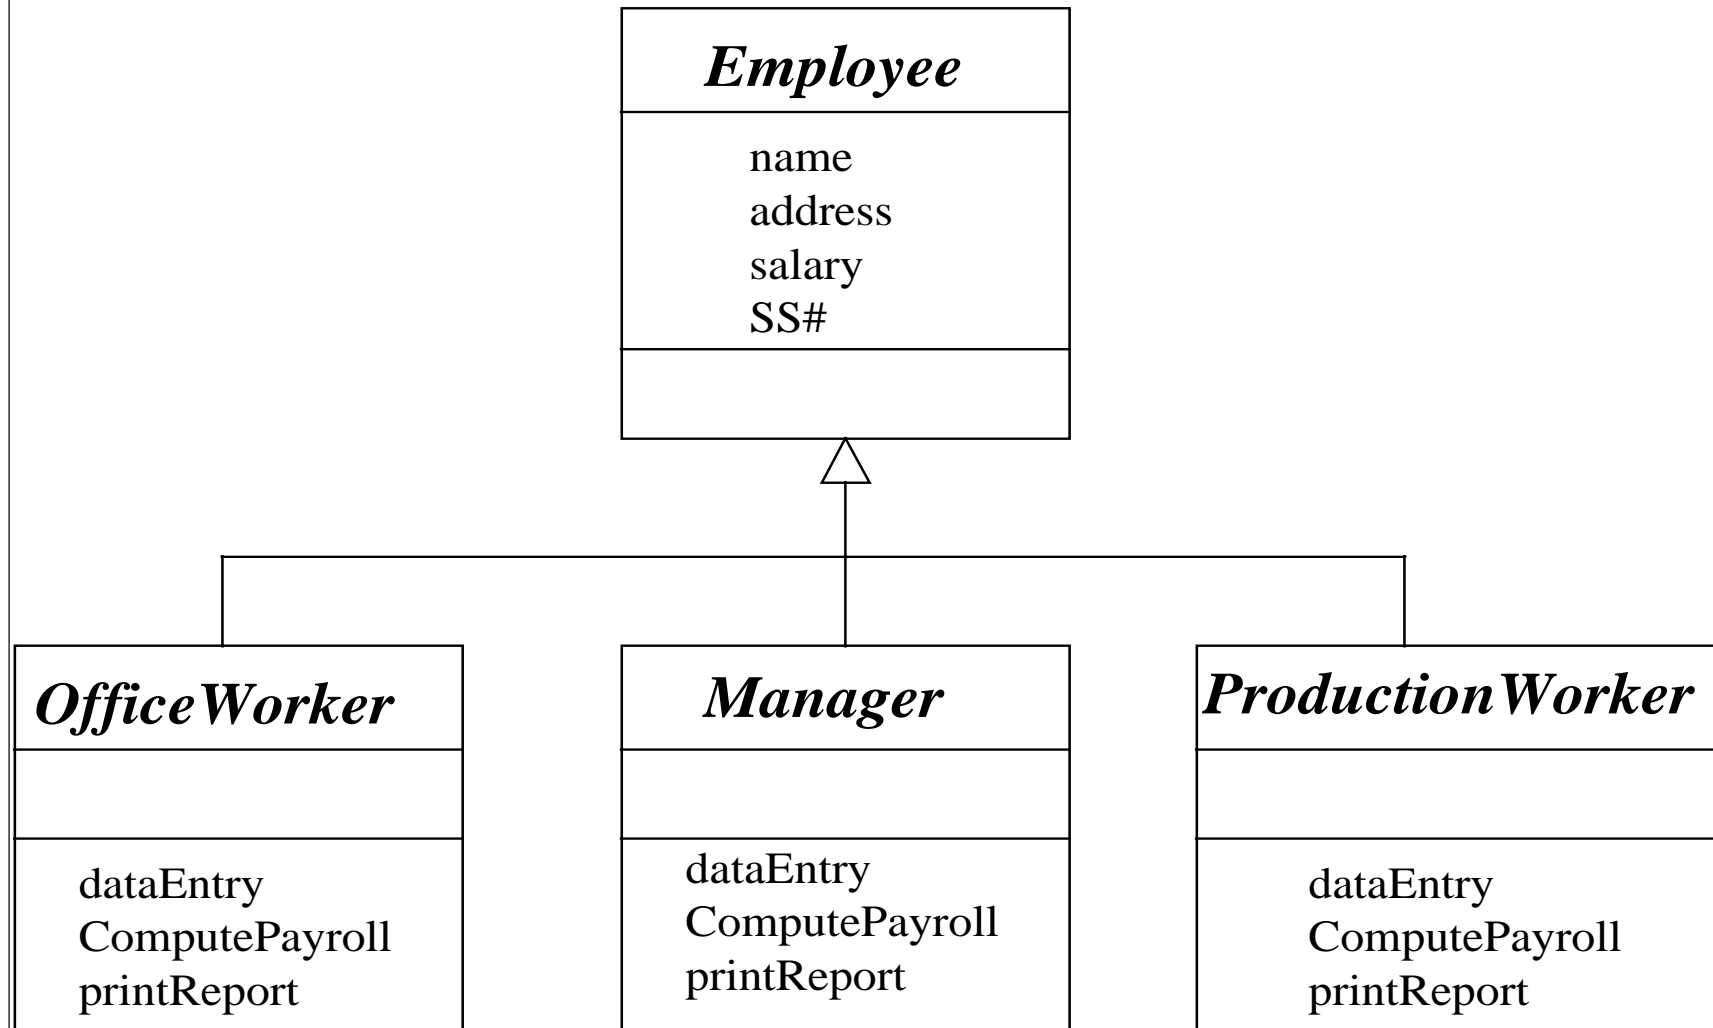 Employee
name
address
salary
SS#
OfficeWorker
dataEntry
ComputePayroll
printReport
Manager
dataEntry
ComputePayroll
printReport
ProductionWorker
dataEntry
ComputePayroll
printReport